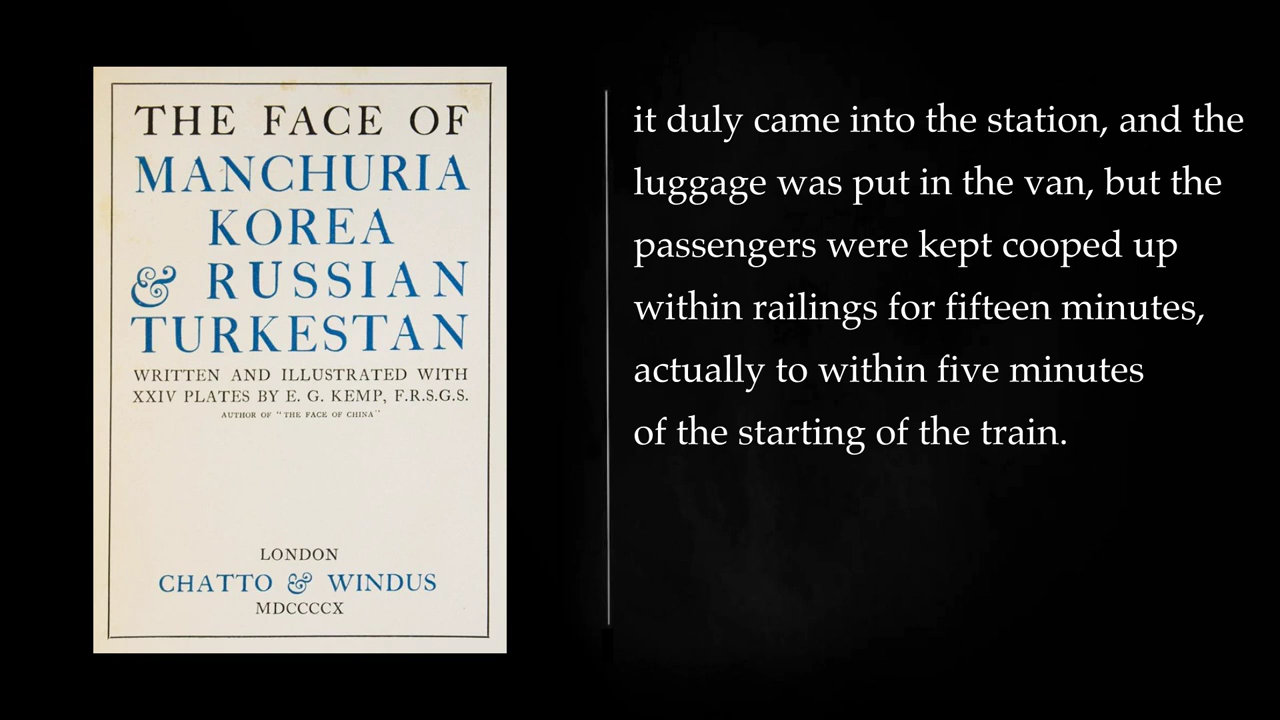 THE FACE OF
MANCHURIA
KOREA
& RUSSIAN
TURKESTAN
WRITTEN AND ILLUSTRATED WITH
XXIV PLATES BY E. G. KEMP, F.R.S.G.S.
AUTHOR OF "THE FACE OF CHINA"
LONDON
CHATTO & WINDUS
MDCCCCX
it duly came into the station, and the
luggage was put in the van, but the
passengers were kept cooped up
within railings for fifteen minutes,
actually to within five minutes
of the starting of the train.